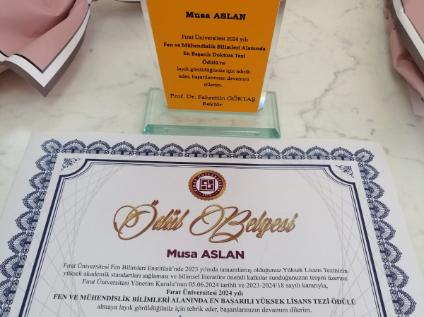 Musa ASLAN
Fırat Üniversitesi 2024 yılı
Fen ve Mühendislik Bilimleri Alanında
En Başarılı Doktora Tezi
Ödülü'ne
layık görüldüğünüz için tebrik
eder, başarılarınızın devamını
dilerim.
Prof. Dr. Fahrettin GÖKTAŞ
Rektör
Ödül Belgesi
Musa ASLAN
Fırat Üniversitesi Fen Bilimleri Enstitüsü'nde 2023 yılında tamamlamış olduğunuz Yüksek Lisans Tezinizin
yüksek akademik standartları sağlaması ve bilimsel literatüre önemli katkılar sunduğunuzun tespiti üzerine
Fırat Üniversitesi Yönetim Kurulu'nun 05.06.2024 tarihli ve 2023-2024/18 sayılı kararıyla,
Fırat Üniversitesi 2024 yılı
FEN VE MÜHENDİSLİK BİLİMLERİ ALANINDA EN BAŞARILI YÜKSEK LİSANS TEZİ ÖDÜLÜ
almaya layık görüldüğünüz için tebrik eder, başarılarınızın devamını dilerim.